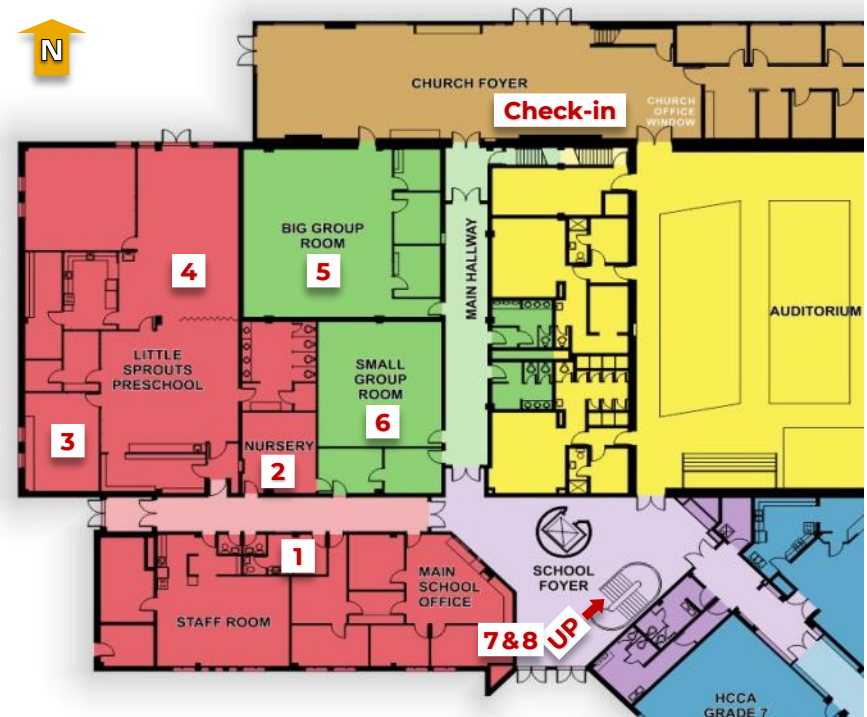 N
CHURCH FOYER
Check-in
CHURCH
OFFICE
WINDOW
BIG GROUP
ROOM
5
4
MAIN HALLWAY
AUDITORIUM
LITTLE
SPROUTS
PRESCHOOL
SMALL
GROUP
ROOM
6
3
NURSERY
2
1
SCHOOL
FOYER
MAIN
SCHOOL
OFFICE
STAFF ROOM
7&8
UP
HCCA
GRADE 7